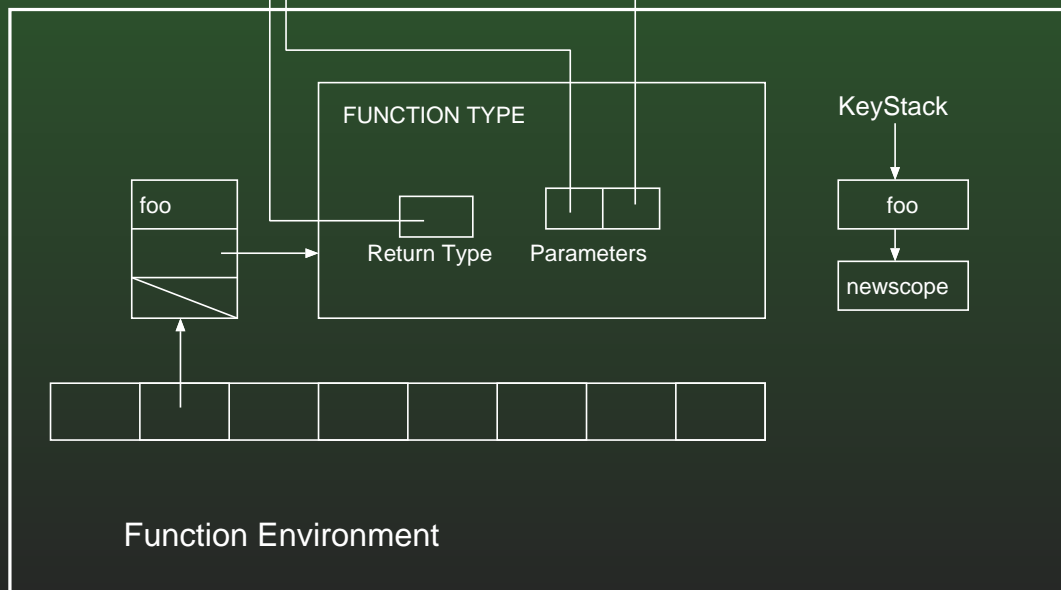 KeyStack
FUNCTION TYPE
foo
foo
Return Type
Parameters
newscope
Function Environment